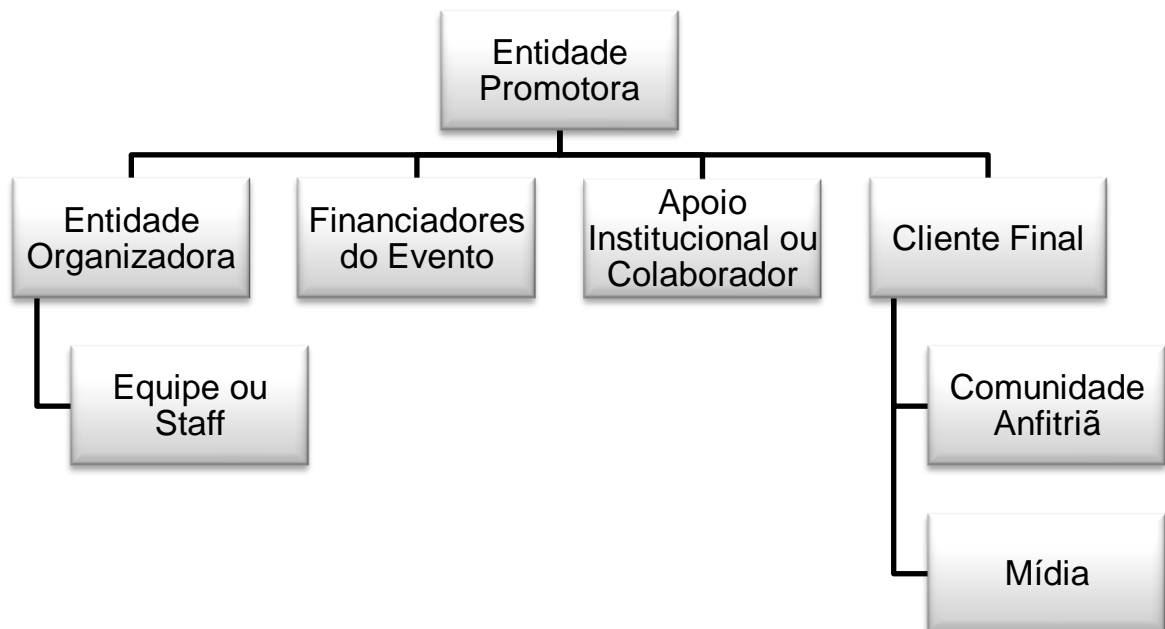 Entidade
Promotora
Entidade
Organizadora
Financiadores
do Evento
Apoio
Institucional ou
Colaborador
Cliente Final
Equipe ou
Staff
Comunidade
Anfitriã
Mídia